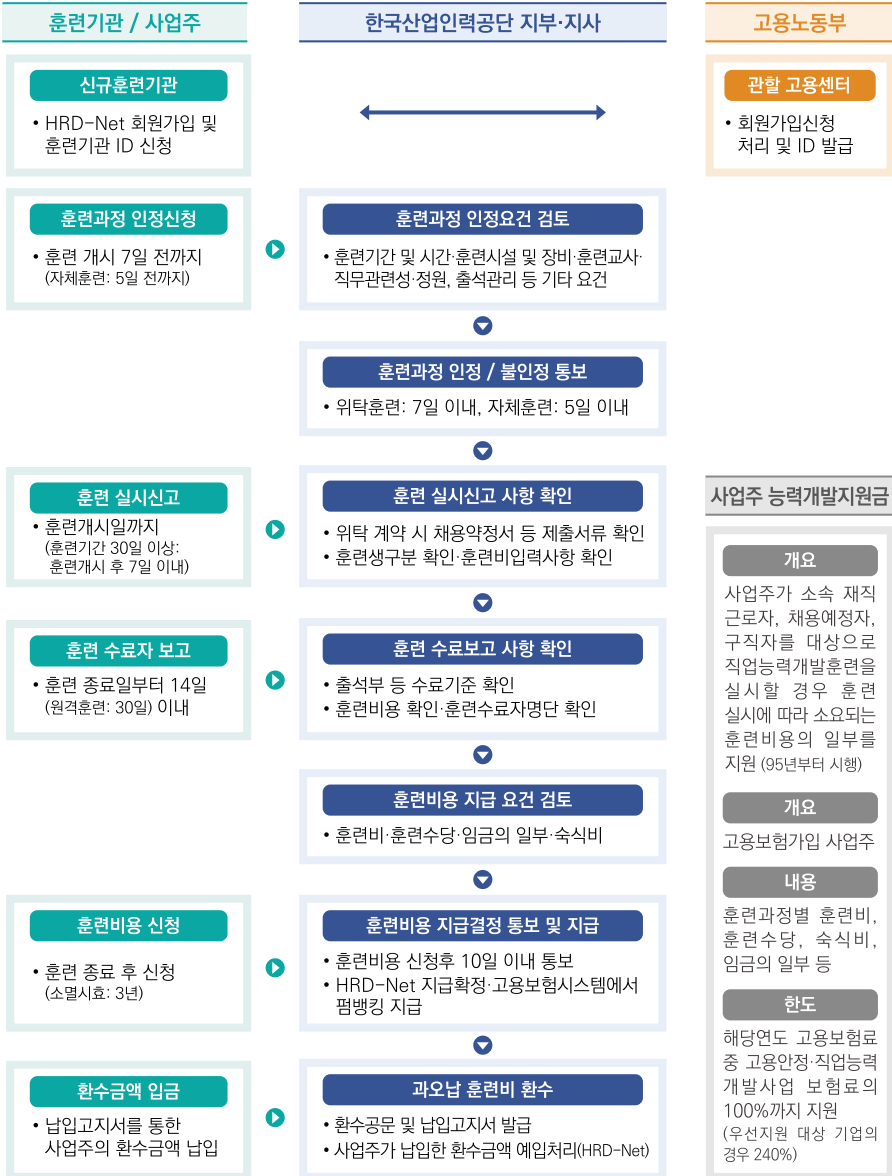 훈련기관 / 사업주
한국산업인력공단 지부·지사
고용노동부
신규훈련기관
• HRD-Net 회원가입 및
훈련기관 ID 신청
관할 고용센터
• 회원가입신청
처리 및 ID 발급
훈련과정 인정신청
• 훈련 개시 7일 전까지
(자체훈련: 5일 전까지)
훈련과정 인정요건 검토
• 훈련기간 및 시간·훈련시설 및 장비·훈련교사·
직무관련성·정원, 출석관리 등 기타 요건
훈련과정 인정 / 불인정 통보
• 위탁훈련: 7일 이내, 자체훈련: 5일 이내
훈련 실시신고
• 훈련개시일까지
(훈련기간 30일 이상:
훈련개시 후 7일 이내)
훈련 실시신고 사항 확인
• 위탁 계약 시 채용약정서 등 제출서류 확인
• 훈련생구분 확인·훈련비입력사항 확인
훈련 수료자 보고
• 훈련 종료일부터 14일
(원격훈련: 30일) 이내
훈련 수료보고 사항 확인
• 출석부 등 수료기준 확인
• 훈련비용 확인·훈련수료자명단 확인
훈련비용 지급 요건 검토
• 훈련비·훈련수당·임금의 일부·숙식비
훈련비용 신청
• 훈련 종료 후 신청
(소멸시효: 3년)
훈련비용 지급결정 통보 및 지급
• 훈련비용 신청후 10일 이내 통보
• HRD-Net 지급확정·고용보험시스템에서
펌뱅킹 지급
환수금액 입금
• 납입고지서를 통한
사업주의 환수금액 납입
과오납 훈련비 환수
• 환수공문 및 납입고지서 발급
• 사업주가 납입한 환수금액 예입처리(HRD-Net)
사업주 능력개발지원금
개요
사업주가 소속 재직
근로자, 채용예정자,
구직자를 대상으로
직업능력개발훈련을
실시할 경우 훈련
실시에 따라 소요되는
훈련비용의 일부를
지원 (95년부터 시행)
개요
고용보험가입 사업주
내용
훈련과정별 훈련비,
훈련수당, 숙식비,
임금의 일부 등
한도
해당연도 고용보험료
중 고용안정·직업능력
개발사업 보험료의
100%까지 지원
(우선지원 대상 기업의
경우 240%)